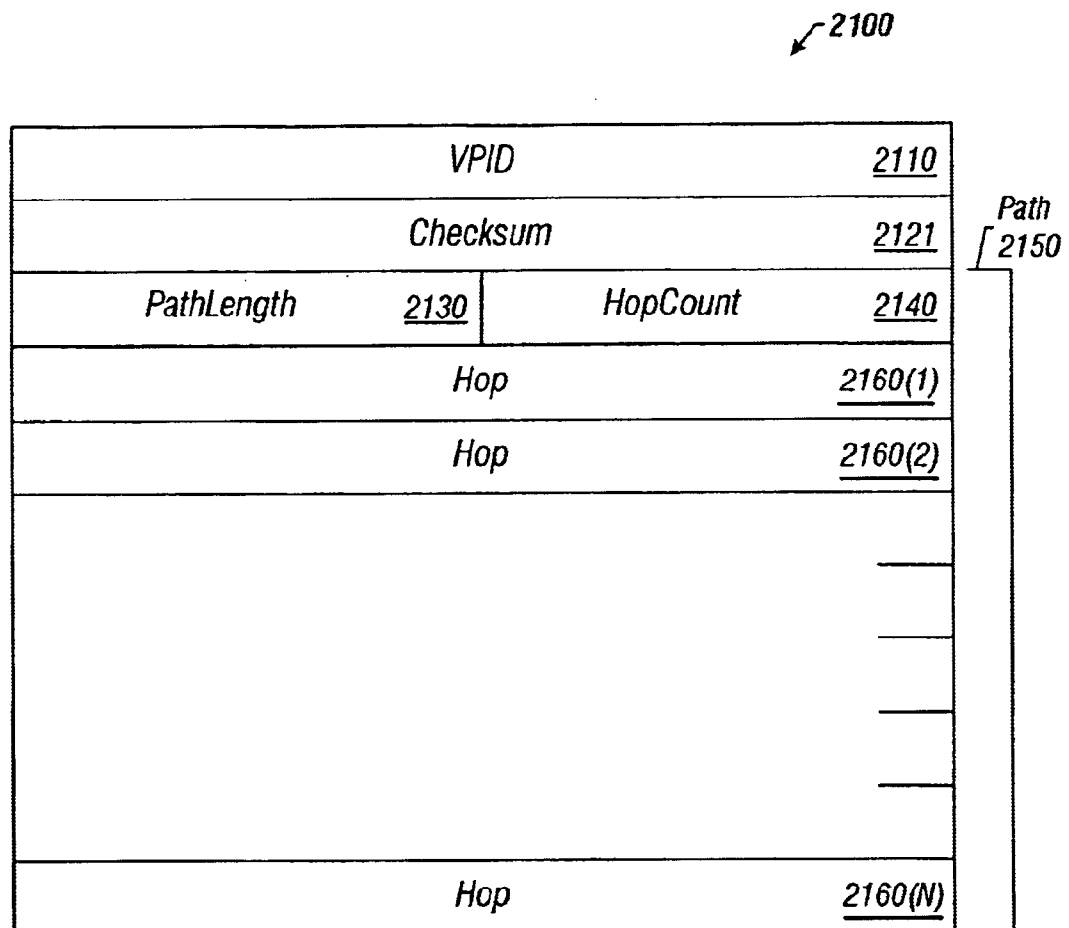 2100
VPID 2110
Checksum 2121
Path
2150
PathLength 2130 HopCount 2140
Hop 2160(1)
Hop 2160(2)
Hop 2160(N)